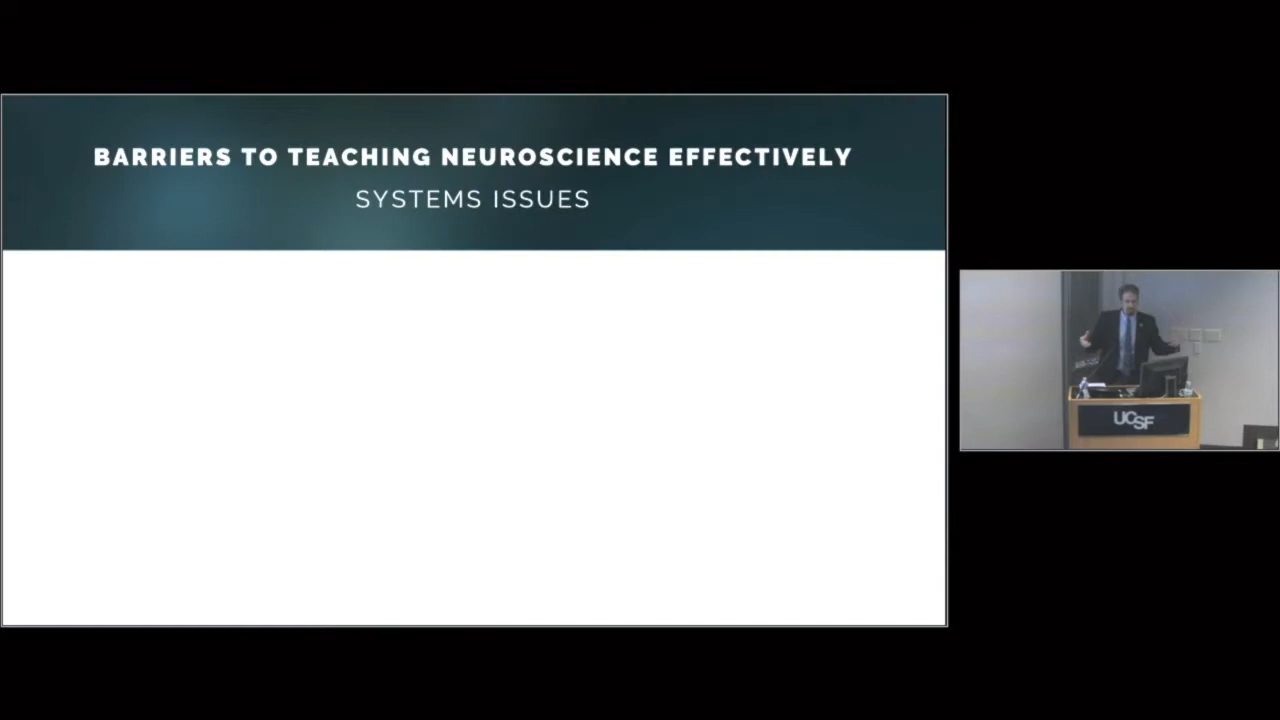 BARRIERS TO TEACHING NEUROSCIENCE EFFECTIVELY
SYSTEMS ISSUES
UCSF